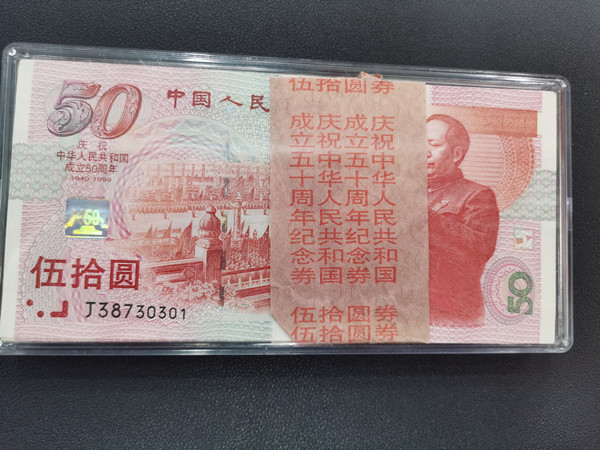 50
中国人民
庆祝
中华人民共和国
成立50周年
1949-1999
50
伍拾圆
J38730301
伍拾圆券
庆祝中华人民共和国
成立五十周年纪念券
庆祝中华人民共和国
成立五十周年纪念券
伍拾圆券
伍拾圆券
50